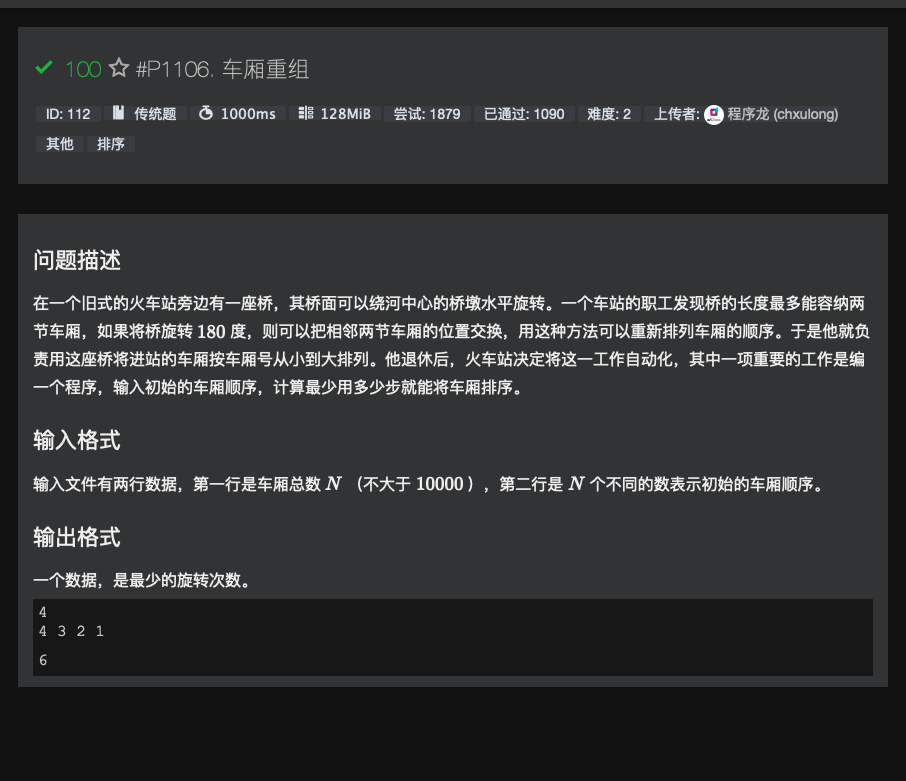 100 #P1106. 车厢重组
ID: 112 传统题 1000ms 128MiB 尝试: 1879 已通过: 1090 难度: 2 上传者: 程序龙 (chxulong)
其他 排序
问题描述
在一个旧式的火车站旁边有一座桥，其桥面可以绕河中心的桥墩水平旋转。一个车站的职工发现桥的长度最多能容纳两
节车厢，如果将桥旋转 180 度，则可以把相邻两节车厢的位置交换，用这种方法可以重新排列车厢的顺序。于是他就负
责用这座桥将进站的车厢按车厢号从小到大排列。他退休后，火车站决定将这一工作自动化，其中一项重要的工作是编
一个程序，输入初始的车厢顺序，计算最少用多少步就能将车厢排序。
输入格式
输入文件有两行数据，第一行是车厢总数 N （不大于 10000 ），第二行是 N 个不同的数表示初始的车厢顺序。
输出格式
一个数据，是最少的旋转次数。
4
4 3 2 1
6